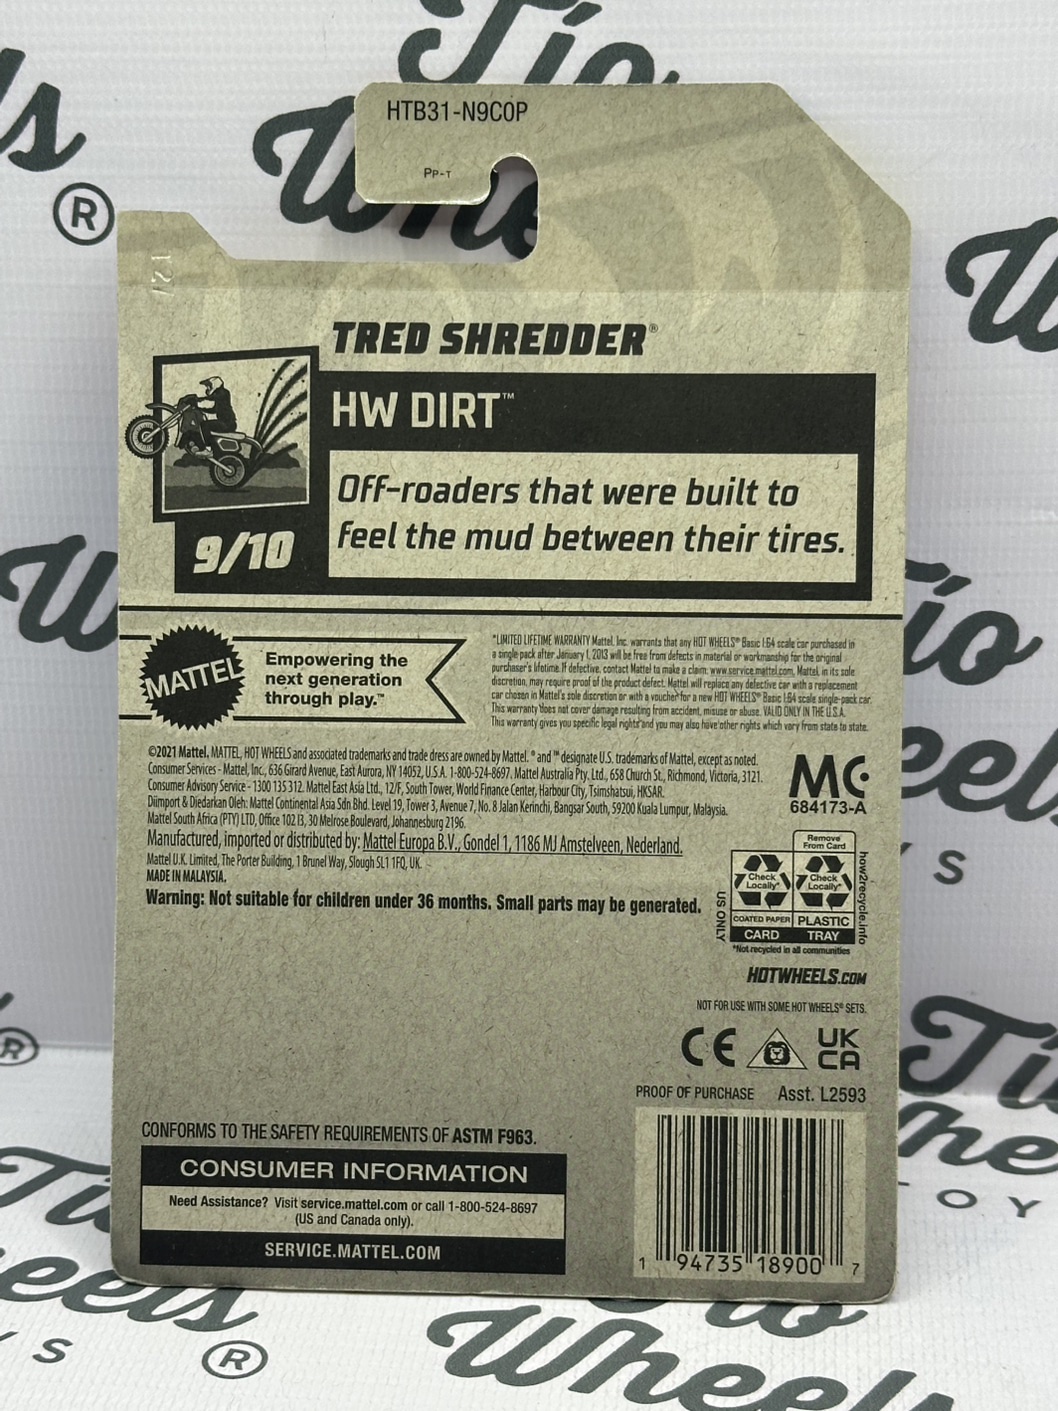 HTB31-N9C0P
PP-T
TRED SHREDDER®
HW DIRT™
Off-roaders that were built to
feel the mud between their tires.
9/10
MATTEL
Empowering the
next generation
through play.™
*LIMITED LIFETIME WARRANTY Mattel, Inc. warrants that any HOT WHEELS® Basic 1:64 scale car purchased in
a single pack after January 1, 2013 will be free from defects in material or workmanship for the original
purchaser's lifetime. If defective, contact Mattel to make a claim: www.service.mattel.com. Mattel, in its sole
discretion, may require proof of the product defect. Mattel will replace any defective car with a replacement
car chosen in Mattel's sole discretion or with a voucher for a new HOT WHEELS® Basic 1:64 scale single-pack car.
This warranty does not cover damage resulting from accident, misuse or abuse. VALID ONLY IN THE U.S.A.
This warranty gives you specific legal rights and you may also have other rights which vary from state to state.
©2021 Mattel. MATTEL, HOT WHEELS and associated trademarks and trade dress are owned by Mattel. ® and ™ designate U.S. trademarks of Mattel, except as noted.
Consumer Services - Mattel, Inc., 636 Girard Avenue, East Aurora, NY 14052, U.S.A. 1-800-524-8697. Mattel Australia Pty. Ltd., 658 Church St., Richmond, Victoria, 3121.
Consumer Advisory Service - 1300 135 312. Mattel East Asia Ltd., 12/F, South Tower, World Finance Center, Harbour City, Tsimshatsui, HKSAR.
Diimport & Diedarkan Oleh: Mattel Continental Asia Sdn Bhd. Level 19, Tower 3, Avenue 7, No. 8 Jalan Kerinchi, Bangsar South, 59200 Kuala Lumpur, Malaysia.
Mattel South Africa (PTY) LTD, Office 102 I3, 30 Melrose Boulevard, Johannesburg 2196.
Manufactured, imported or distributed by: Mattel Europa B.V., Gondel 1, 1186 MJ Amstelveen, Nederland.
Mattel U.K. Limited, The Porter Building, 1 Brunel Way, Slough SL1 1FQ, UK.
MADE IN MALAYSIA.
Warning: Not suitable for children under 36 months. Small parts may be generated.
MC
684173-A
Remove
From Card
Check
Locally*
Check
Locally*
COATED PAPER
PLASTIC
CARD
TRAY
US ONLY
how2recycle.info
*Not recycled in all communities
HOTWHEELS.COM
NOT FOR USE WITH SOME HOT WHEELS® SETS.
CE
UK
CA
PROOF OF PURCHASE Asst. L2593
CONFORMS TO THE SAFETY REQUIREMENTS OF ASTM F963.
CONSUMER INFORMATION
Need Assistance? Visit service.mattel.com or call 1-800-524-8697
(US and Canada only).
SERVICE.MATTEL.COM
1 94735 18900 7
Tío
Wheels
®